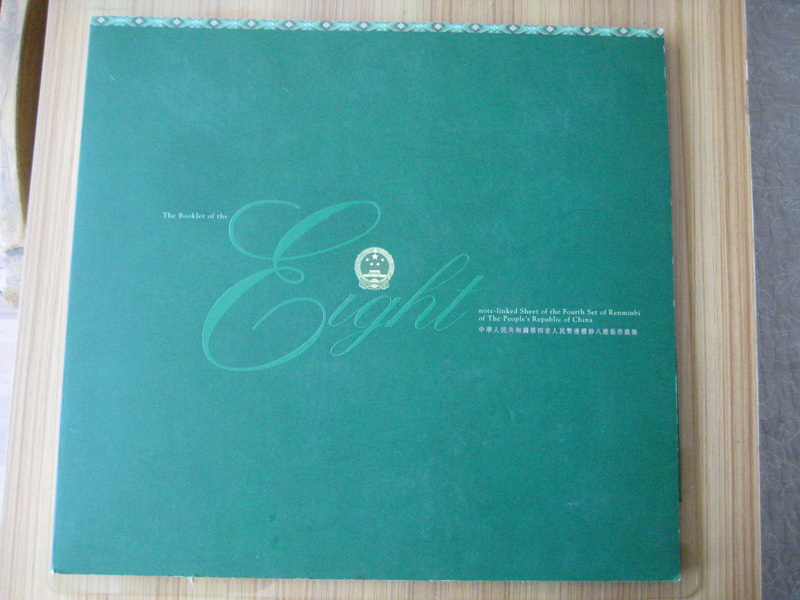 The Booklet of the
Eight
note-linked Sheet of the Fourth Set of Renminbi
of The People's Republic of China
中華人民共和國第四套人民幣連體鈔八連張珍藏冊